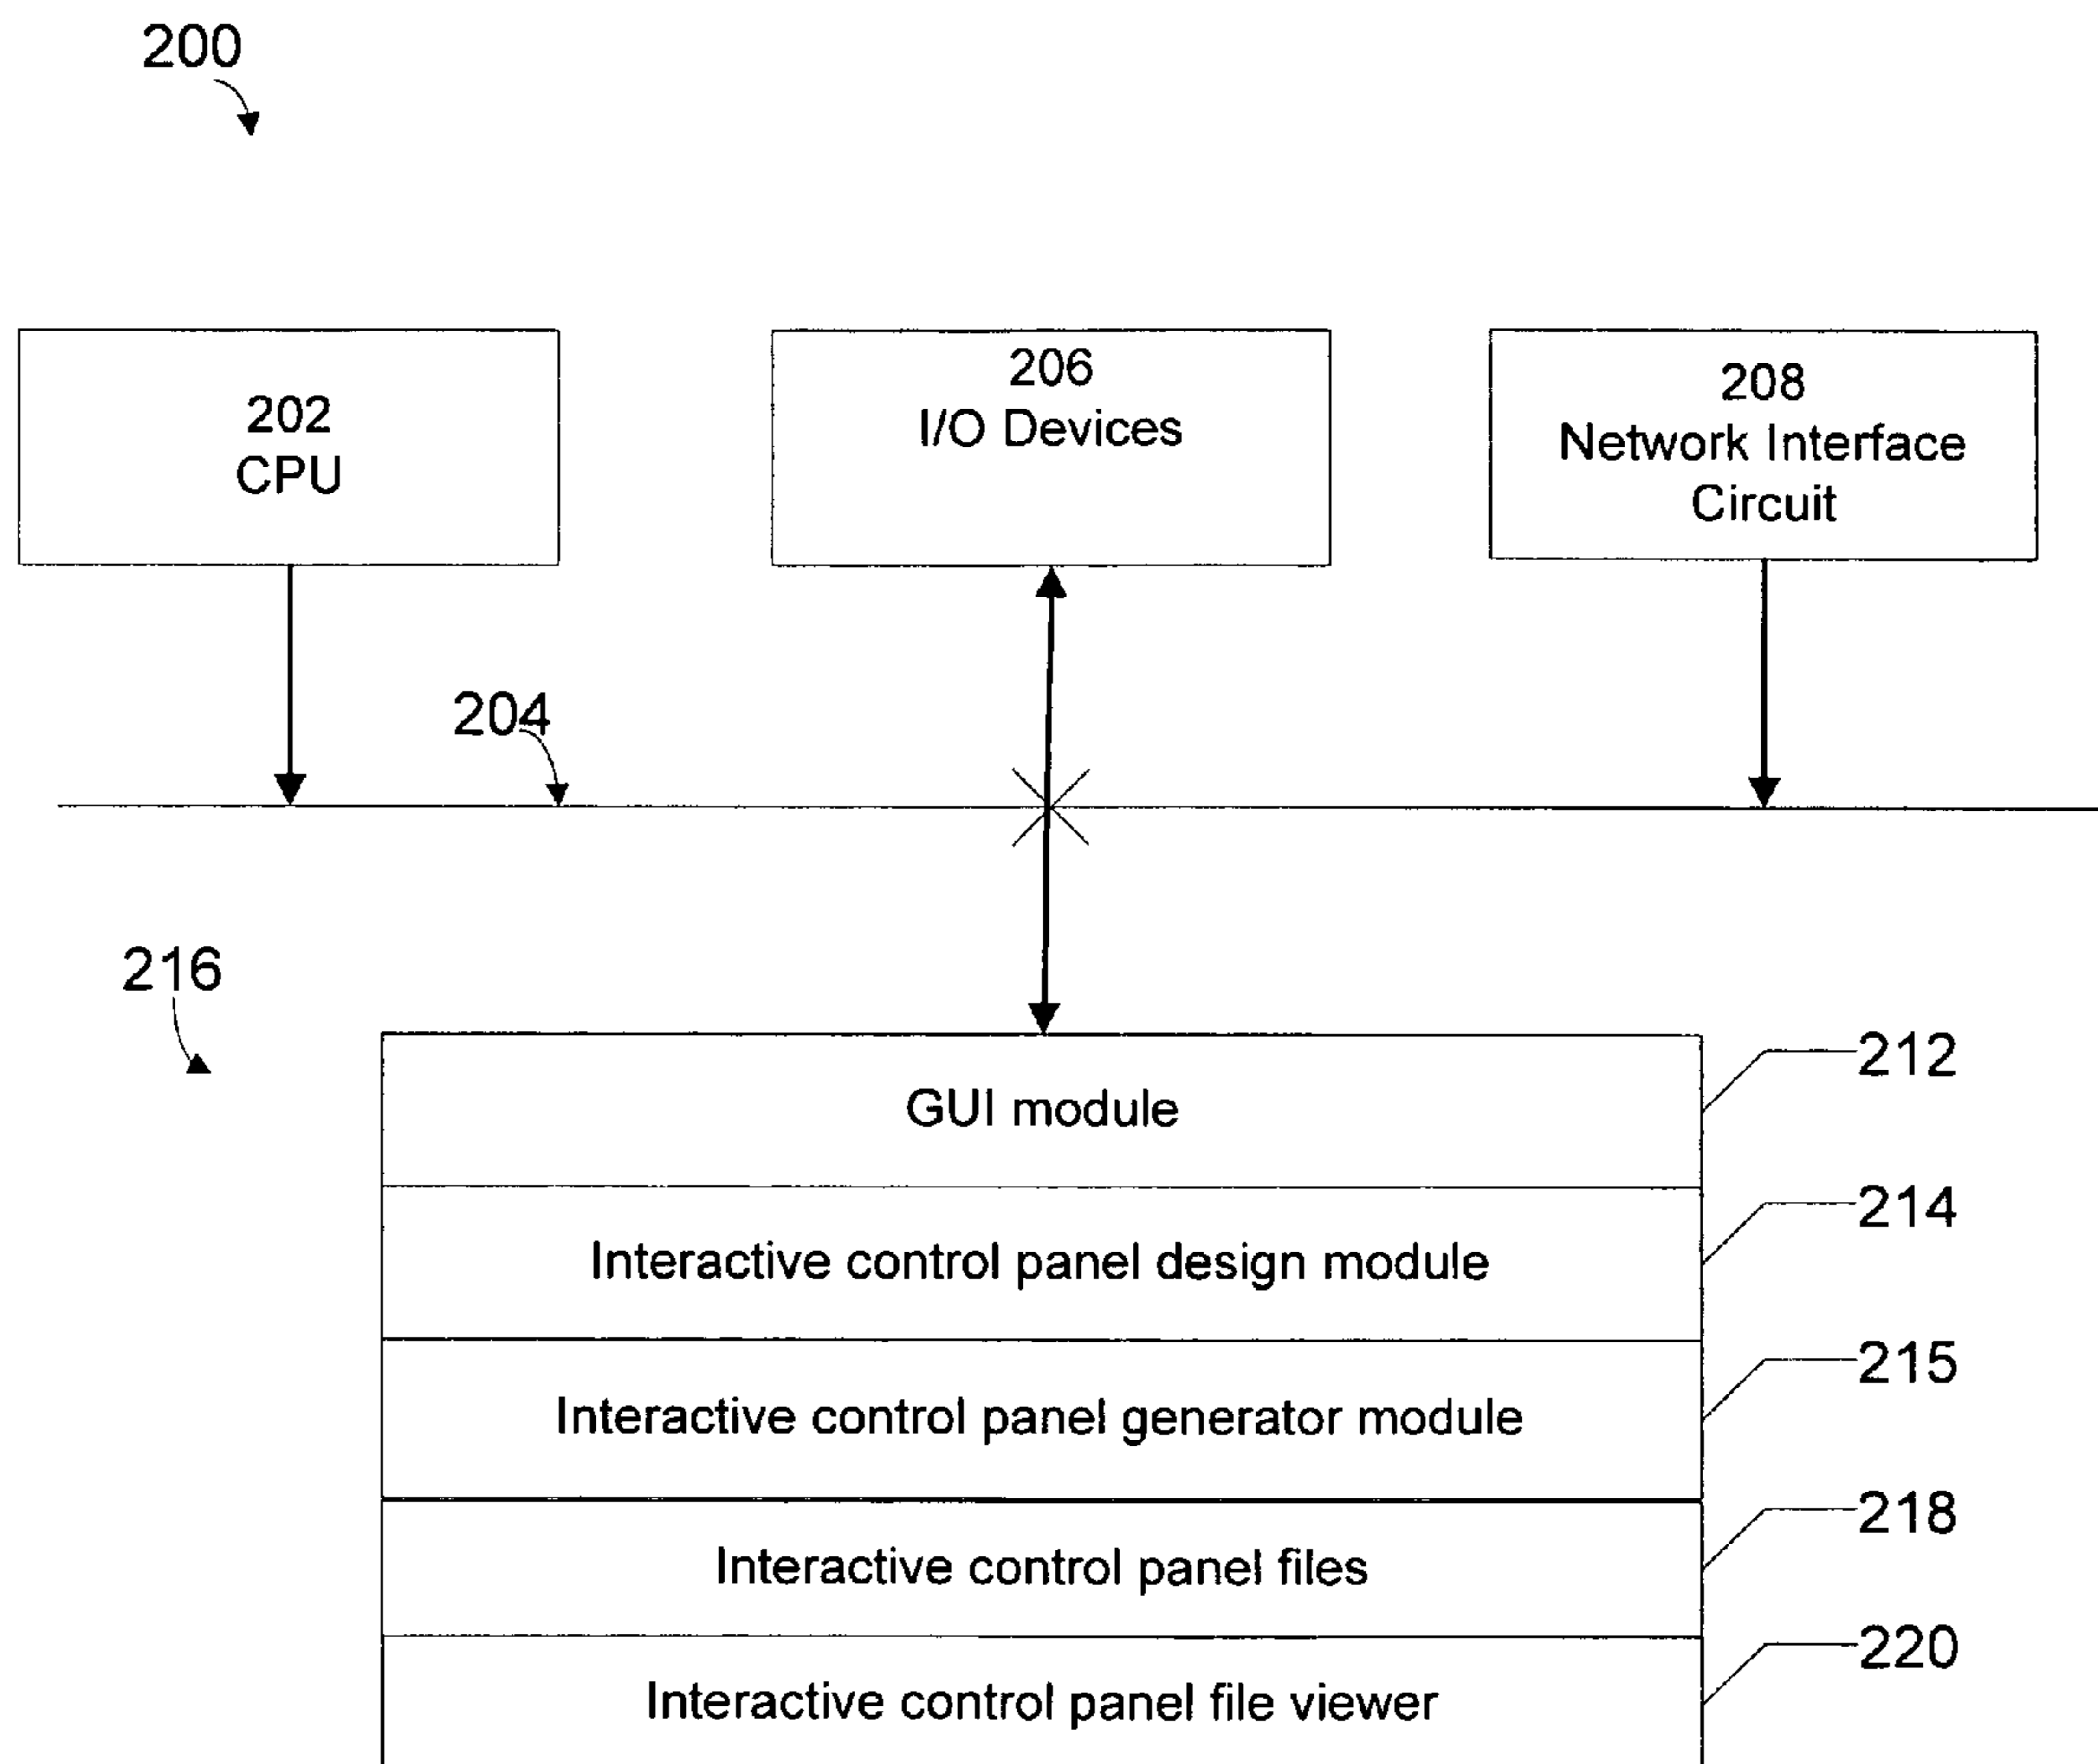 200
202
CPU
206
I/O Devices
208
Network Interface
Circuit
204
216
GUI module
212
Interactive control panel design module
214
Interactive control panel generator module
215
Interactive control panel files
218
Interactive control panel file viewer
220